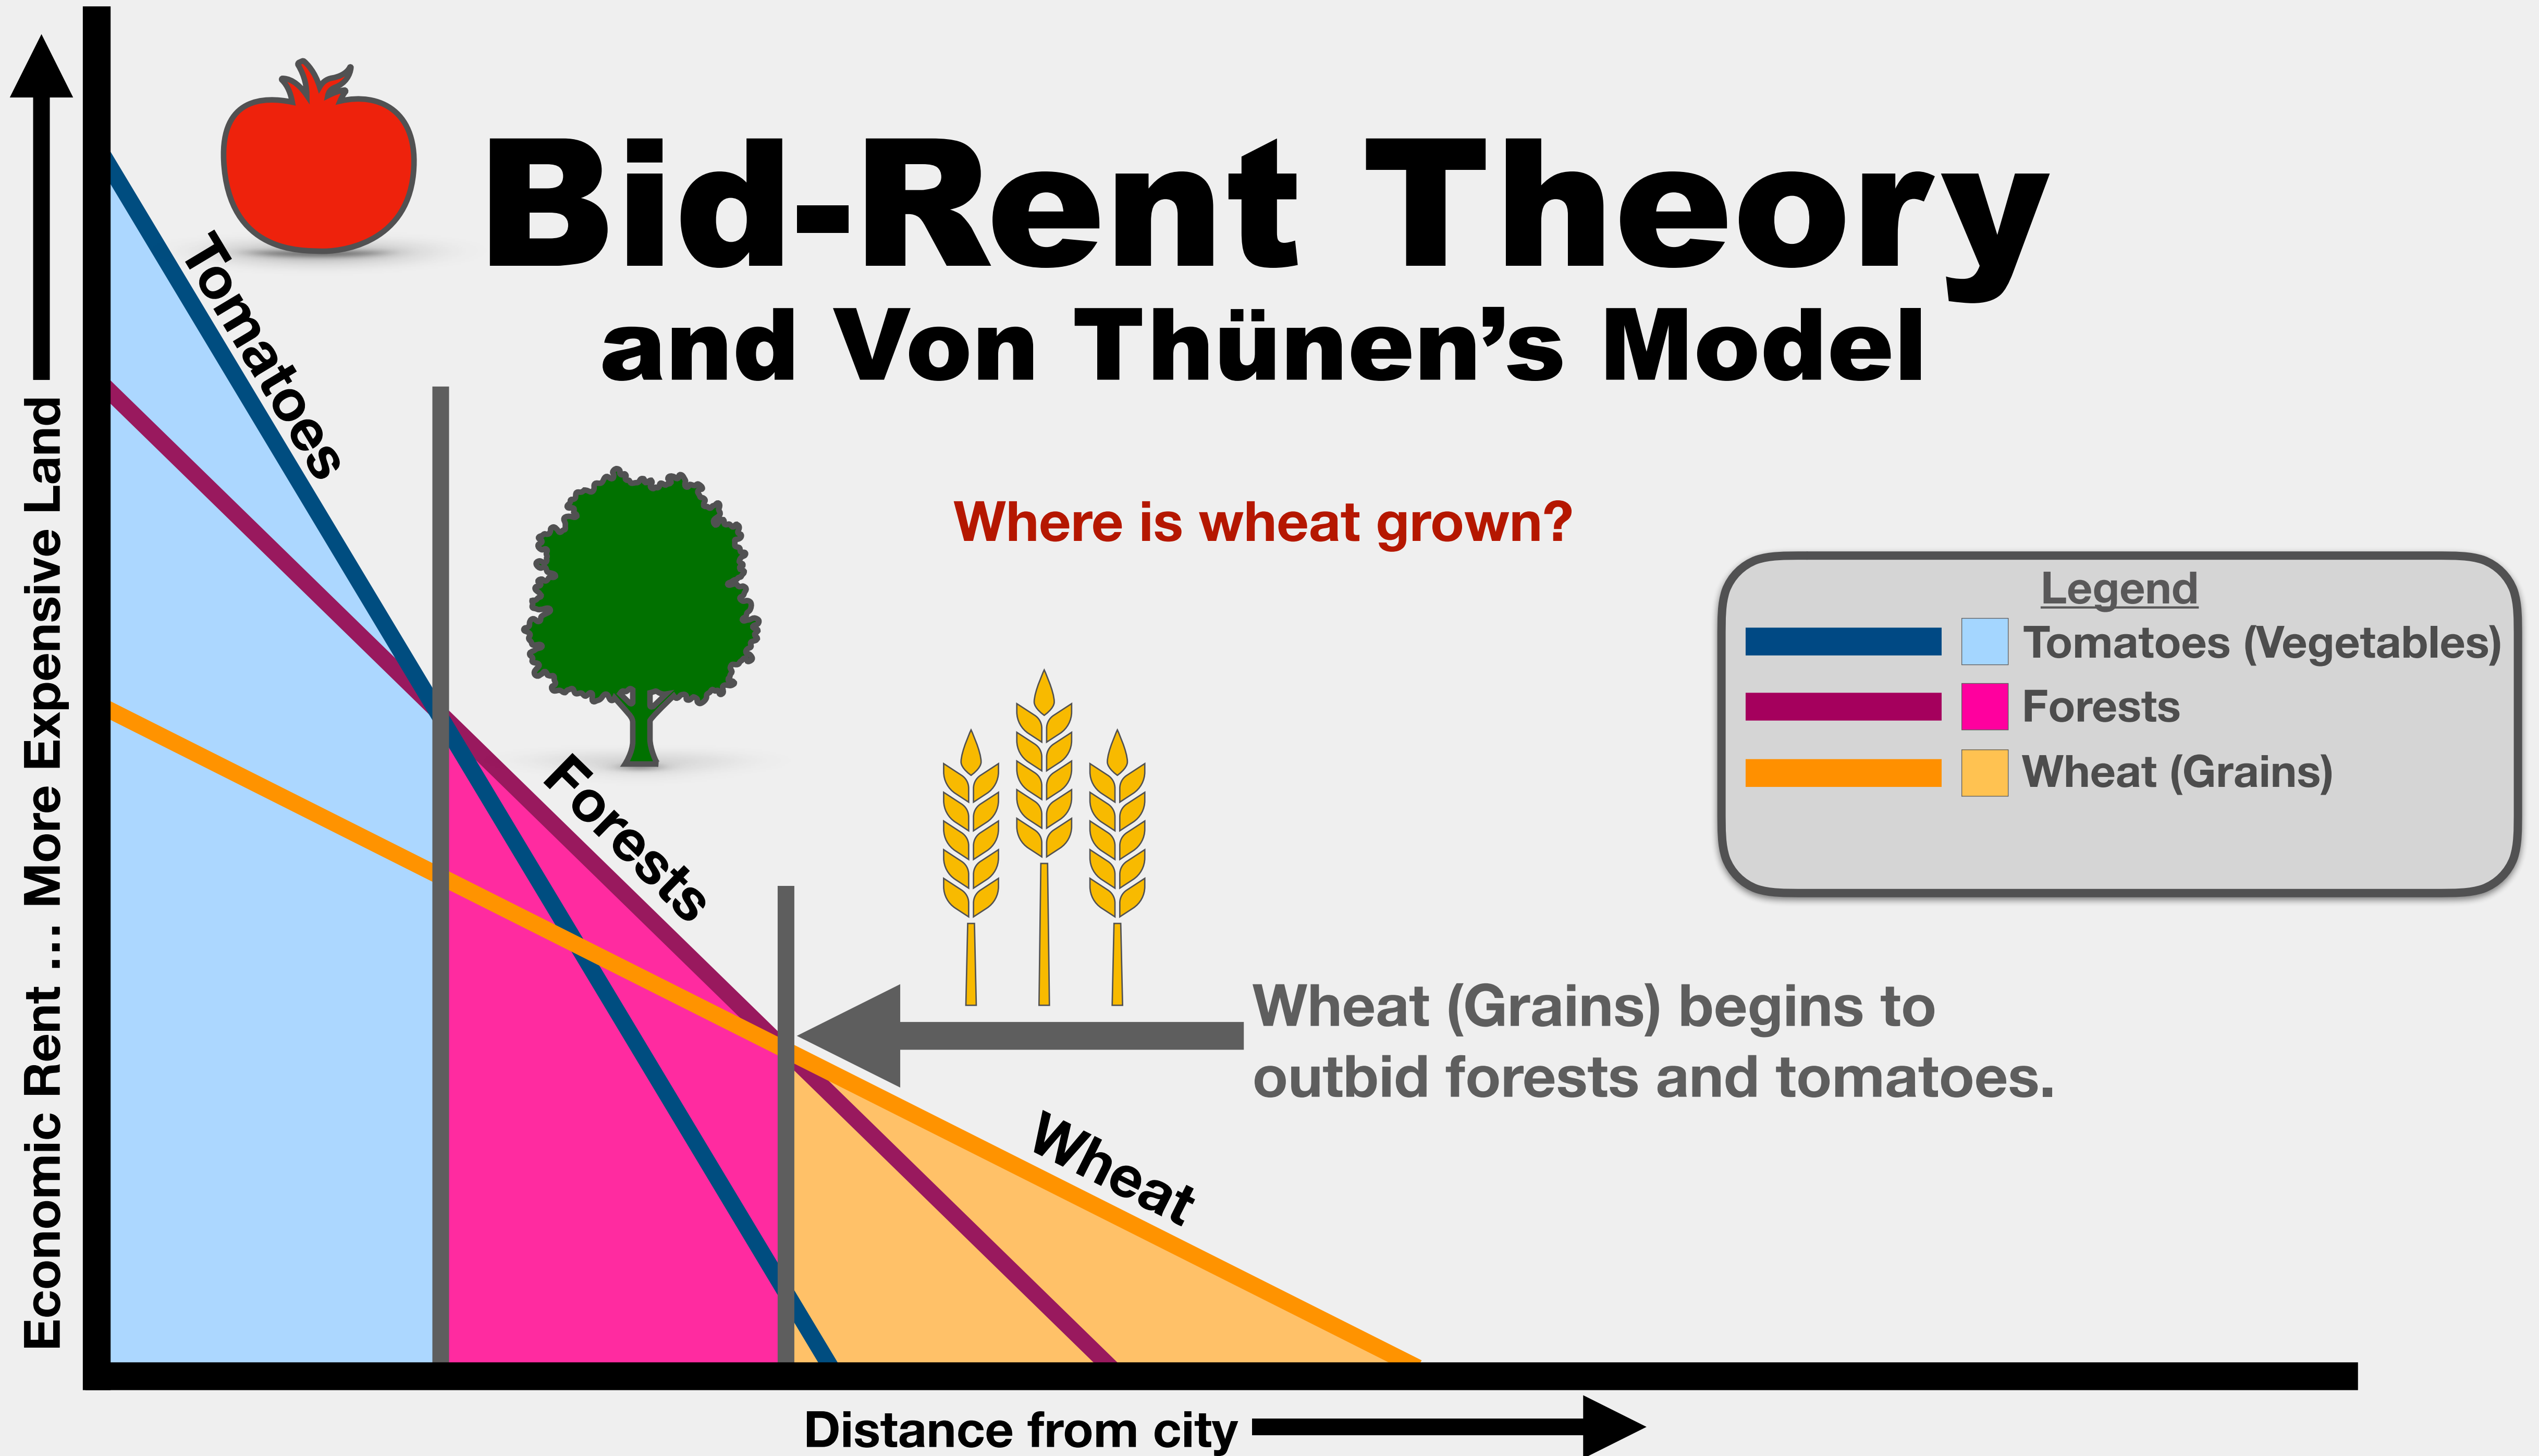 Bid-Rent Theory
and Von Thünen’s Model
Economic Rent ... More Expensive Land
Tomatoes
Where is wheat grown?
Legend
Tomatoes (Vegetables)
Forests
Wheat (Grains)
Forests
Wheat (Grains) begins to
outbid forests and tomatoes.
Wheat
Distance from city